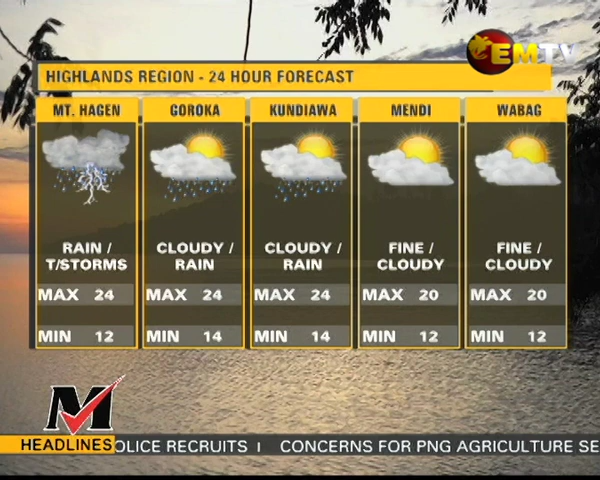 EMTV
HIGHLANDS REGION - 24 HOUR FORECAST
MT. HAGEN
RAIN /
T/STORMS
MAX 24
MIN 12
GOROKA
CLOUDY /
RAIN
MAX 24
MIN 14
KUNDIAWA
CLOUDY /
RAIN
MAX 24
MIN 14
MENDI
FINE /
CLOUDY
MAX 20
MIN 12
WABAG
FINE /
CLOUDY
MAX 20
MIN 12
M
HEADLINES OLICE RECRUITS I CONCERNS FOR PNG AGRICULTURE SE